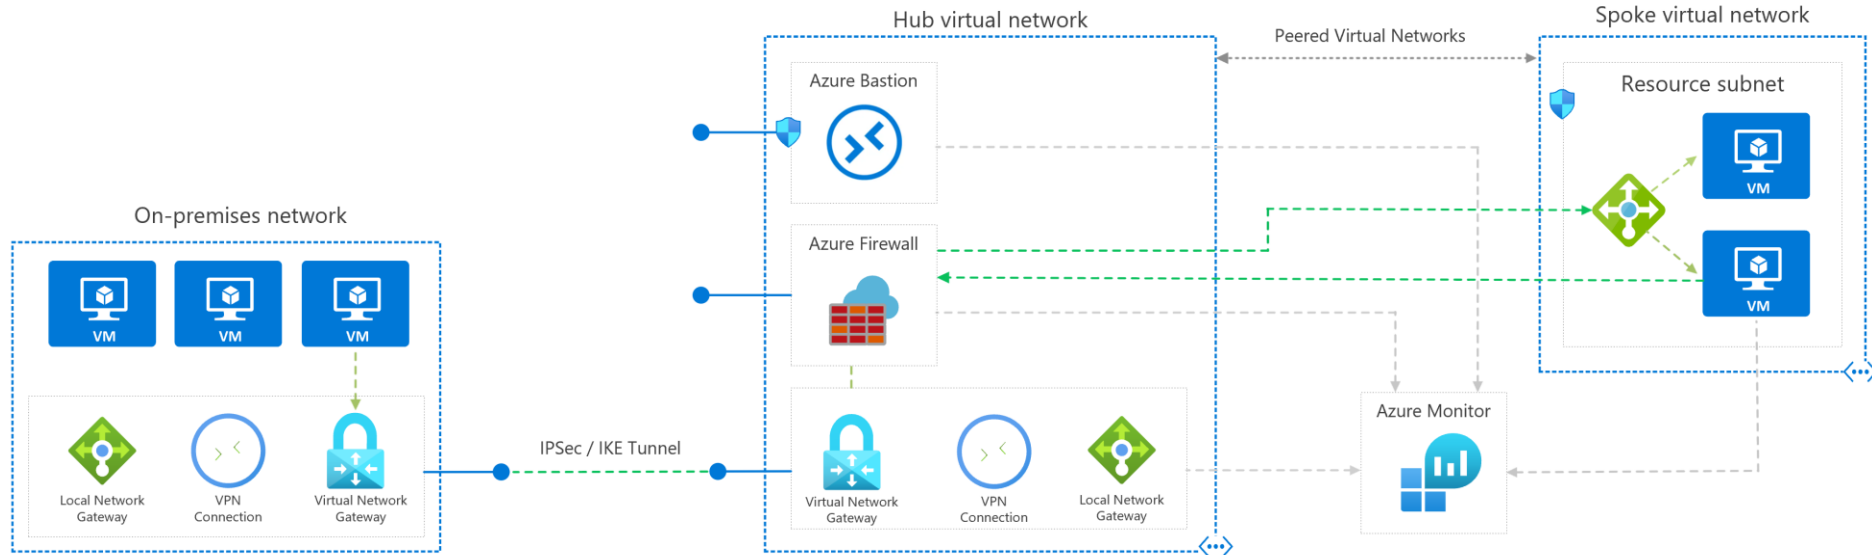 Hub virtual network
Spoke virtual network
Peered Virtual Networks
Azure Bastion
Resource subnet
VM
On-premises network
Azure Firewall
VM
VM
VM
VM
Azure Monitor
IPSec / IKE Tunnel
Local Network
Gateway
VPN
Connection
Virtual Network
Gateway
Virtual Network
Gateway
VPN
Connection
Local Network
Gateway